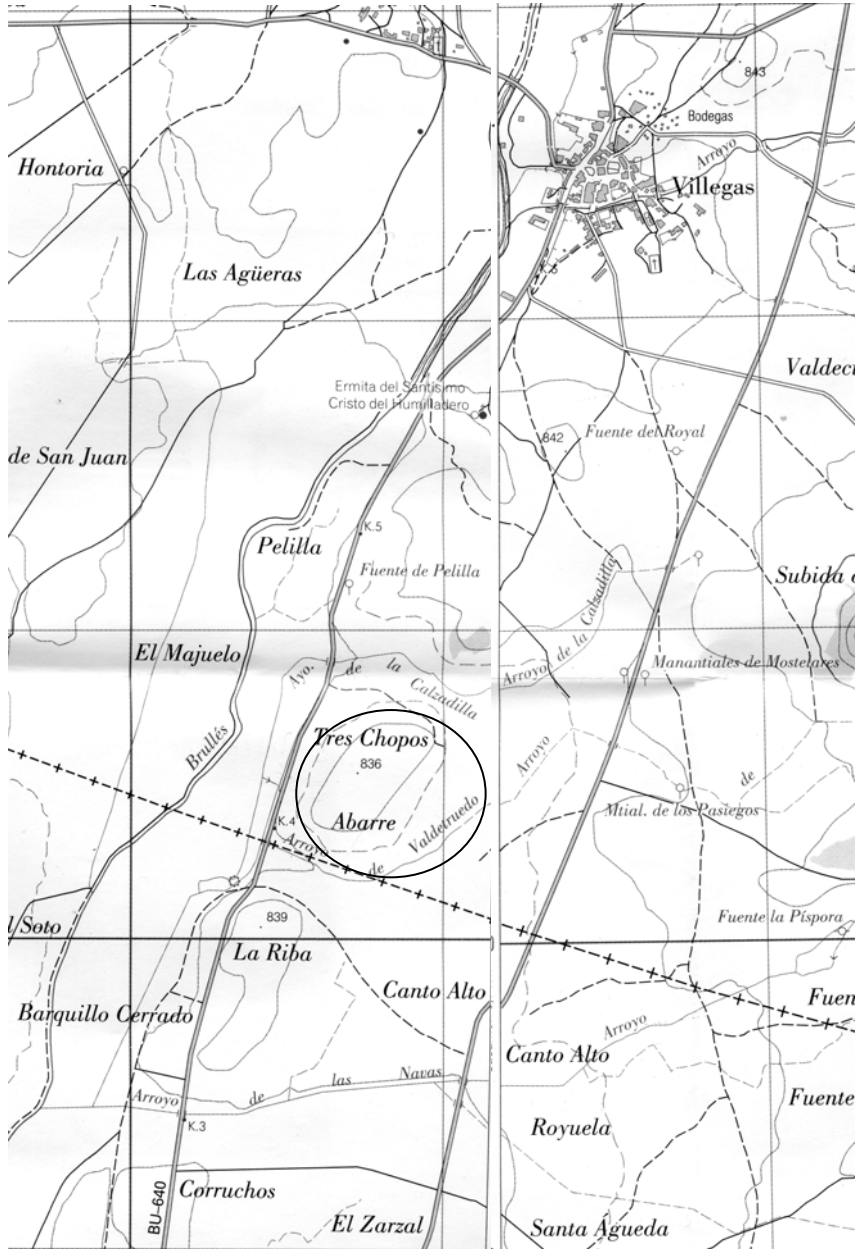 843
Bodegas
Arroyo
Hontoria
Villegas
Las Agüeras
K.5
Ermita del Santísimo
Cristo del Humilladero
842
Fuente del Royal
de San Juan
K.5
Pelilla
Fuente de Pelilla
Arroyo de la Calzadilla
El Majuelo
Ayo. de la Calzadilla
Manantiales de Mostelares
Tres Chopos
836
Brullés
Arroyo de
Mtial. de los Pasiegos
Abarre
K.4
Arroyo de Valdetruedo
839
Soto
Fuente la Píspora
La Riba
Canto Alto
Barquillo Cerrado
Arroyo
Canto Alto
Arroyo de las Navas
Fuente
K.3
Royuela
Corruchos
BU-640
El Zarzal
Santa Agueda